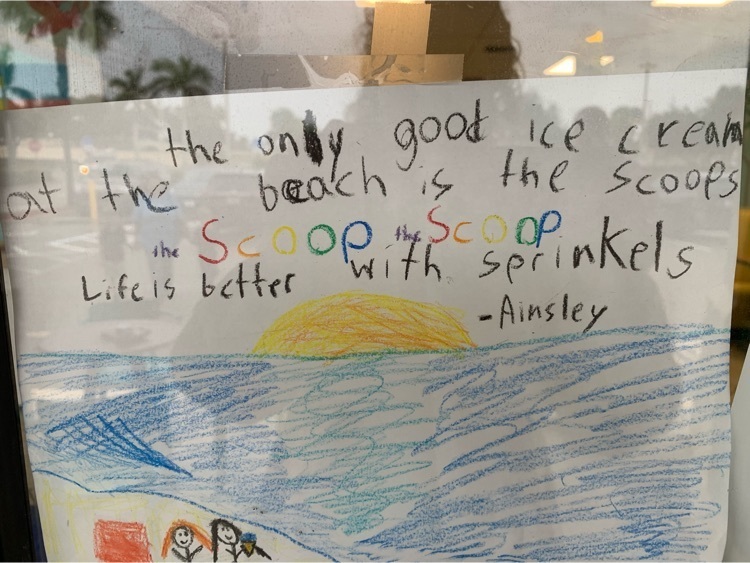 the only good ice cream
at the beach is the scoops
the Scoop the Scoop
Life is better with sprinkels
-Ainsley